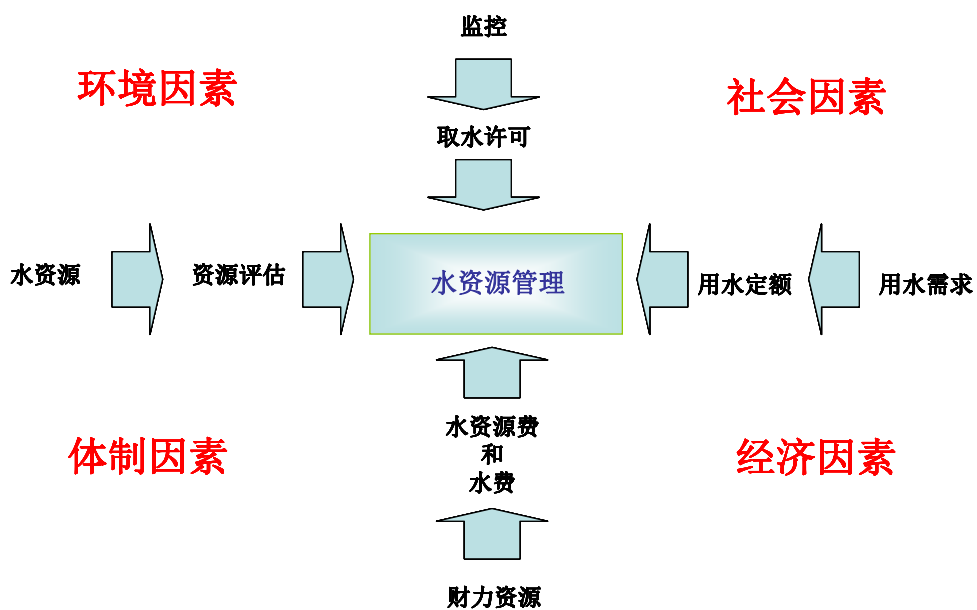 监控
环境因素
社会因素
取水许可
水资源
资源评估
水资源管理
用水定额
用水需求
体制因素
水资源费
和
水费
经济因素
财力资源